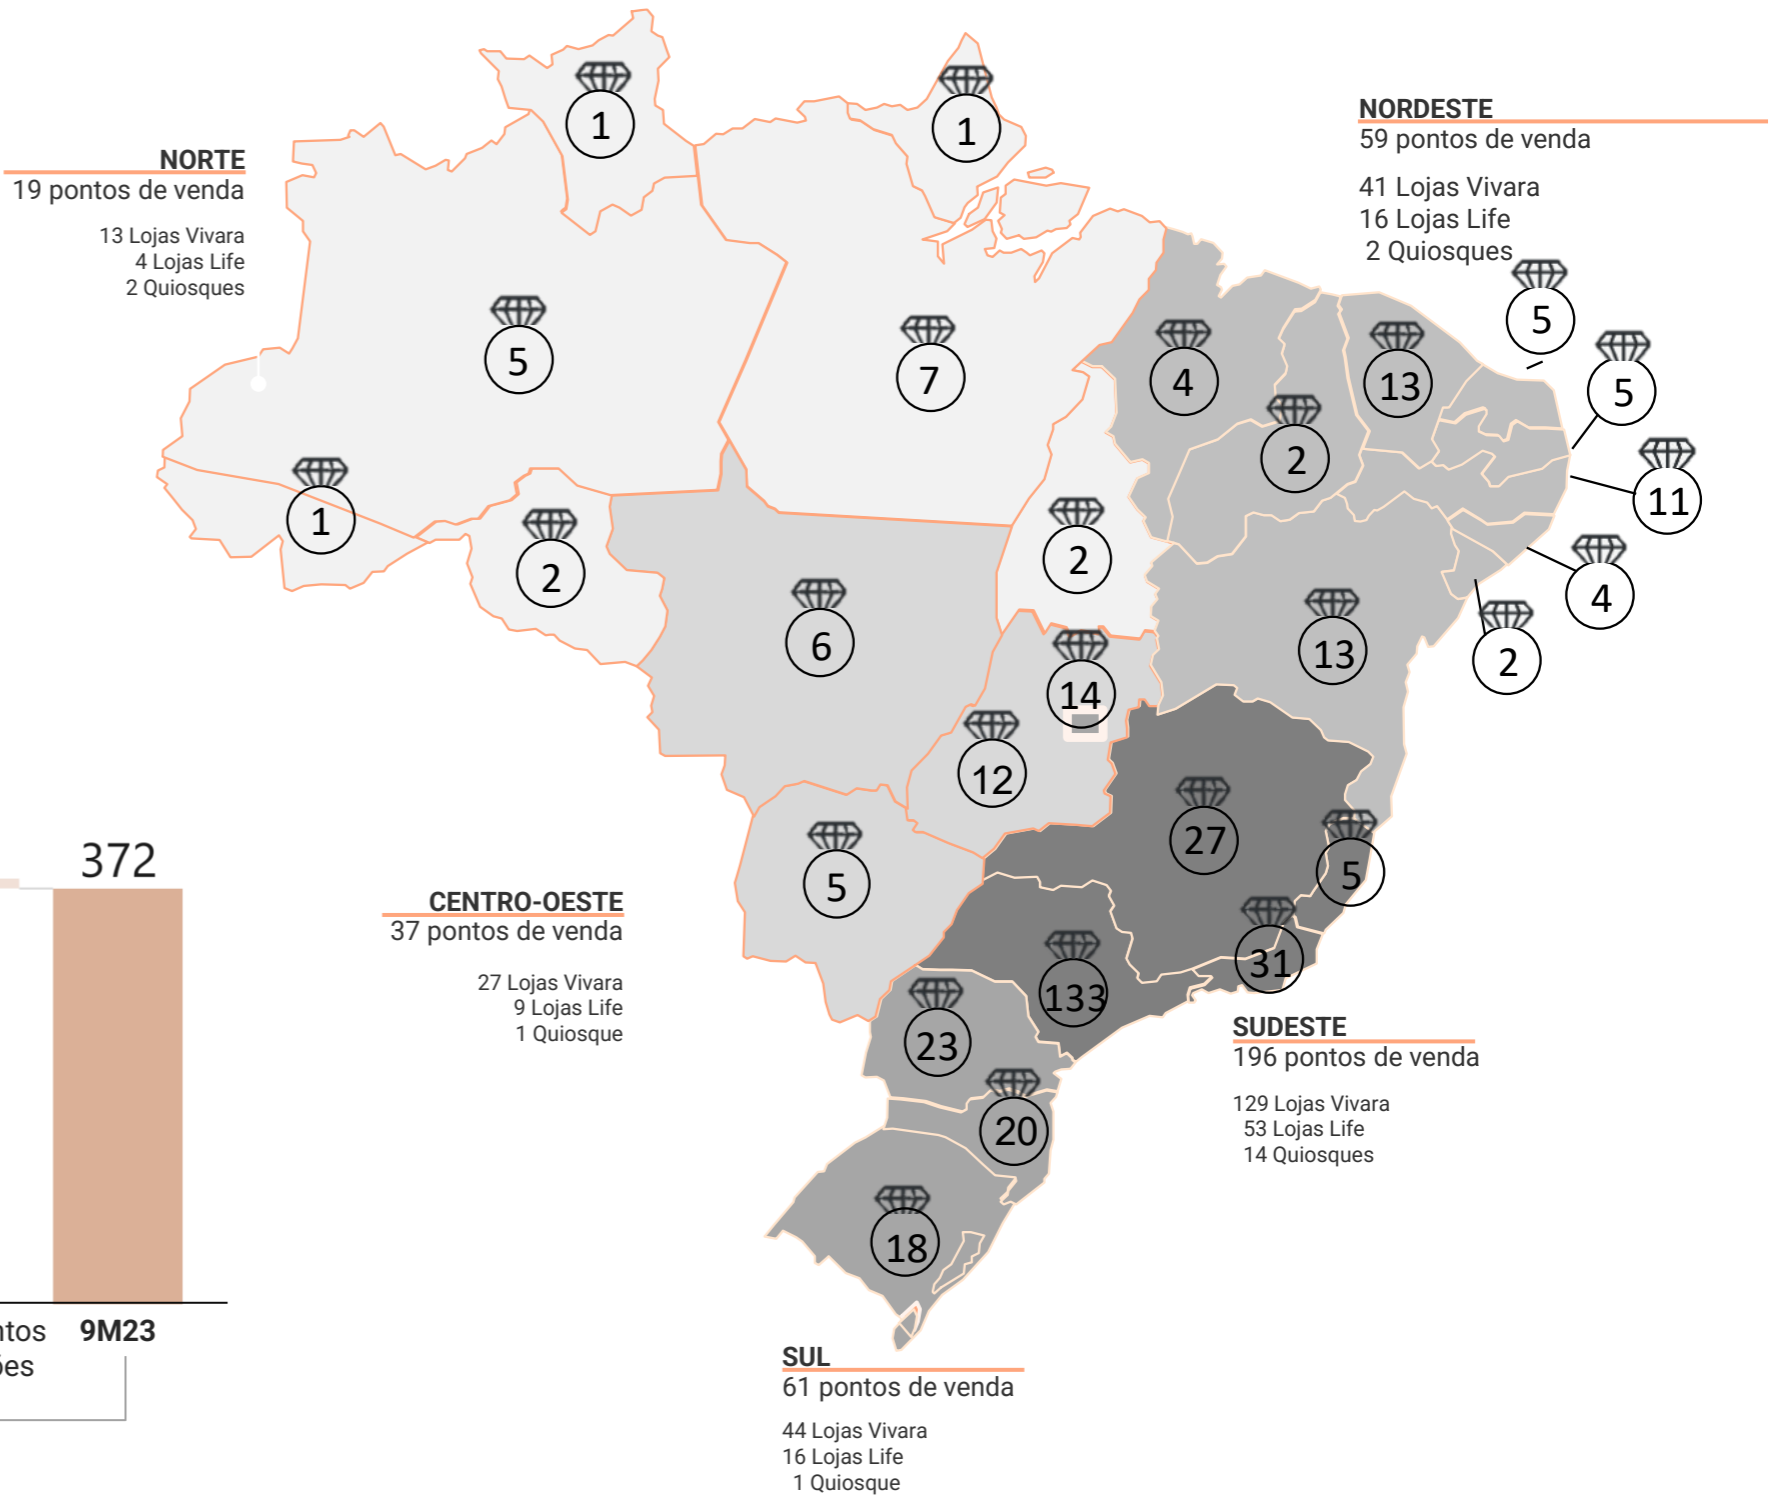 NORTE
19 pontos de venda
13 Lojas Vivara
4 Lojas Life
2 Quiosques
NORDESTE
59 pontos de venda
41 Lojas Vivara
16 Lojas Life
2 Quiosques
1
1
5
7
4
13
5
5
2
11
1
2
2
4
6
13
2
14
12
27
5
5
31
133
23
20
18
CENTRO-OESTE
37 pontos de venda
27 Lojas Vivara
9 Lojas Life
1 Quiosque
SUDESTE
196 pontos de venda
129 Lojas Vivara
53 Lojas Life
14 Quiosques
SUL
61 pontos de venda
44 Lojas Vivara
16 Lojas Life
1 Quiosque
372
9M23